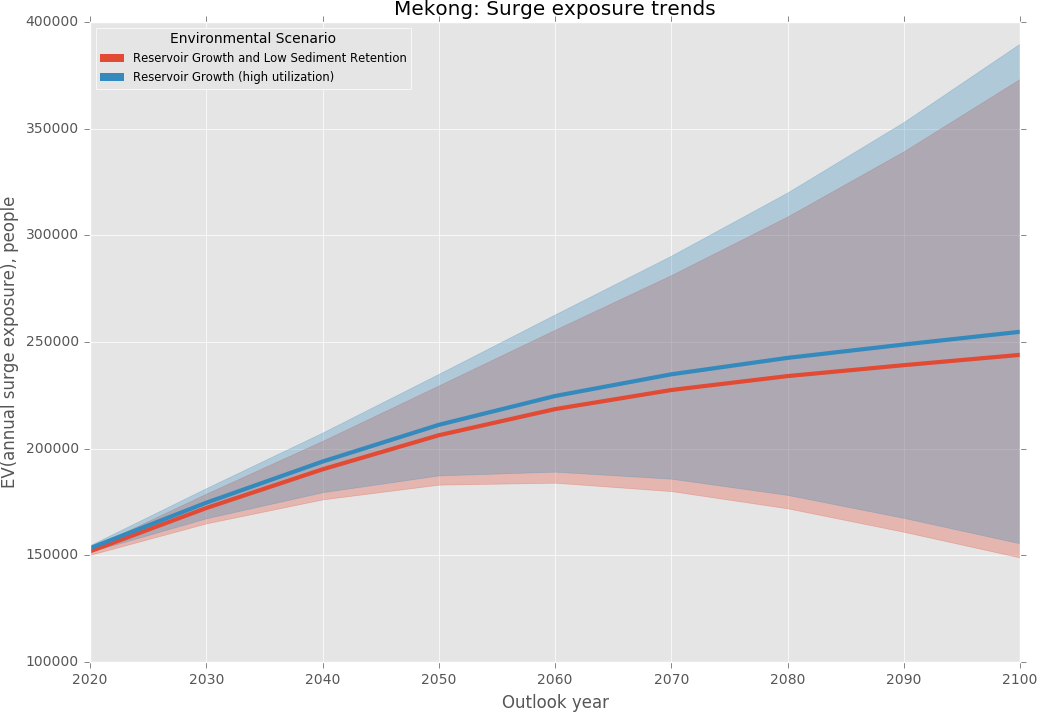 Mekong: Surge exposure trends
400000
350000
300000
250000
200000
150000
100000
EV(annual surge exposure), people
Environmental Scenario
Reservoir Growth and Low Sediment Retention
Reservoir Growth (high utilization)
2020 2030 2040 2050 2060 2070 2080 2090 2100
Outlook year